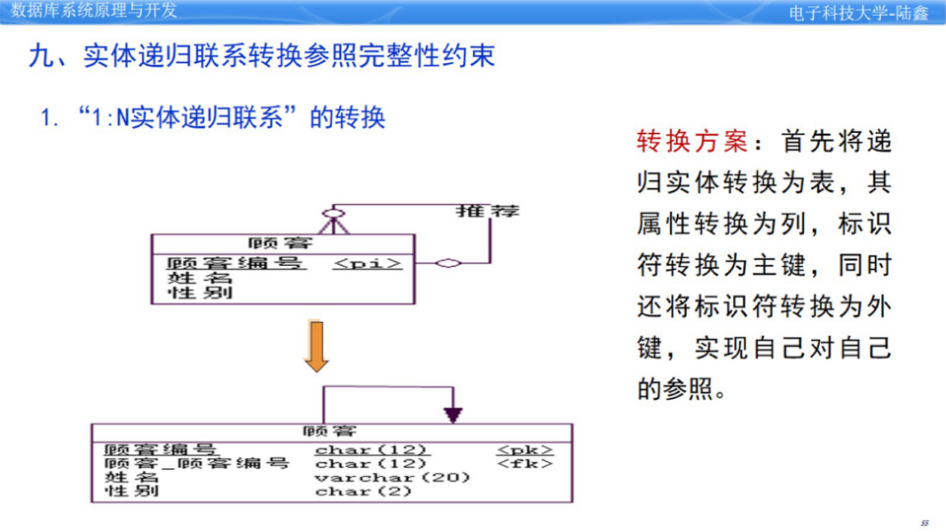 数据库系统原理与开发
电子科技大学-陆鑫
九、实体递归联系转换参照完整性约束
1. “1:N实体递归联系”的转换
转换方案：首先将递
归实体转换为表，其
属性转换为列，标识
符转换为主键，同时
还将标识符转换为外
键，实现自己对自己
的参照。
推荐
顾客
顾客编号 <pi>
姓名
性别
顾客
顾客编号 char(12) <pk>
顾客_顾客编号 char(12) <fk>
姓名 varchar(20)
性别 char(2)
55